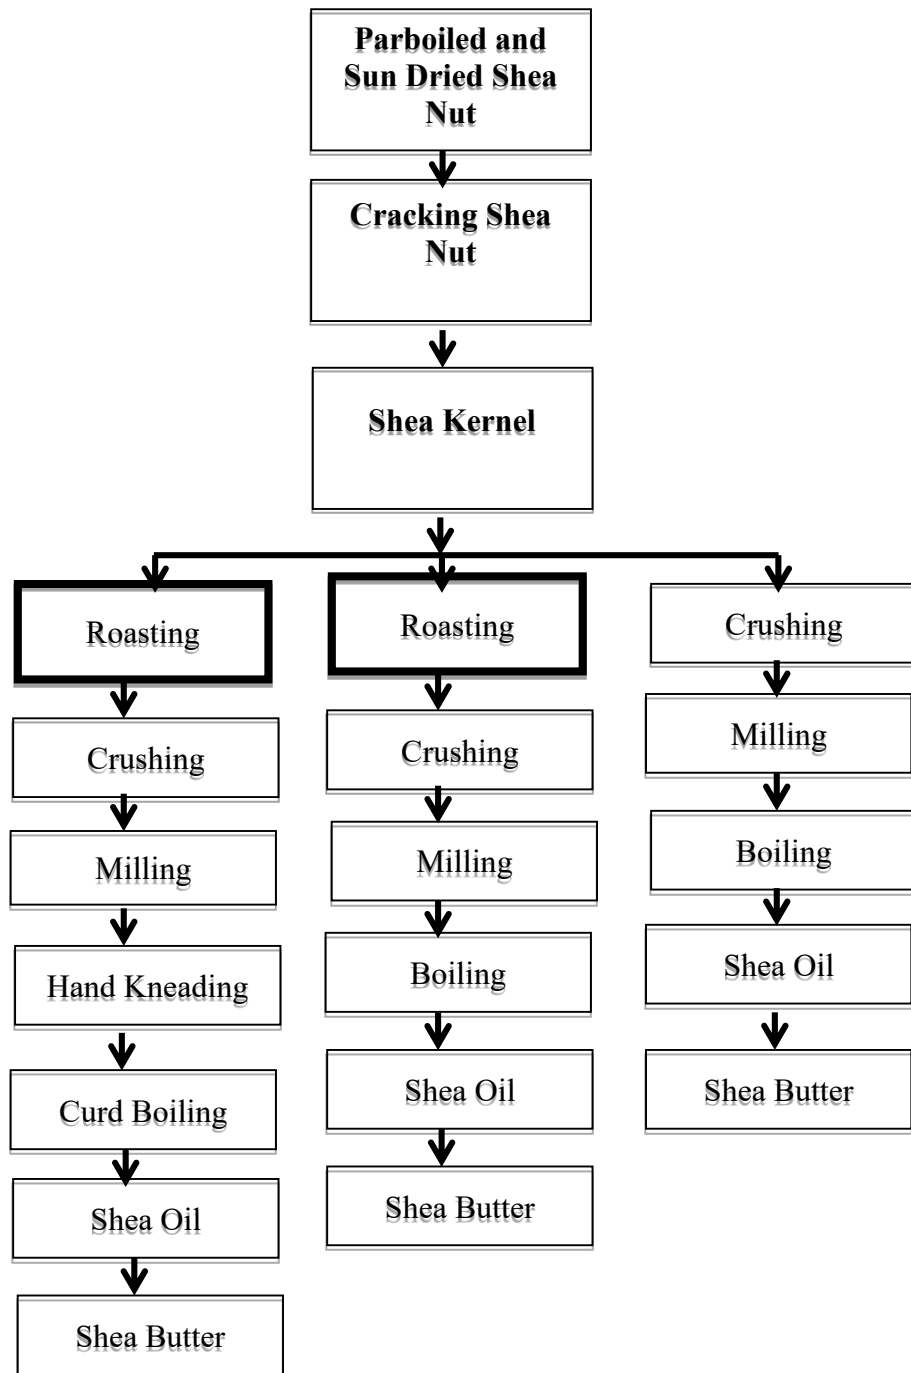 Parboiled and
Sun Dried Shea
Nut
Cracking Shea
Nut
Shea Kernel
Roasting
Crushing
Milling
Hand Kneading
Curd Boiling
Shea Oil
Shea Butter
Roasting
Crushing
Milling
Boiling
Shea Oil
Shea Butter
Crushing
Milling
Boiling
Shea Oil
Shea Butter